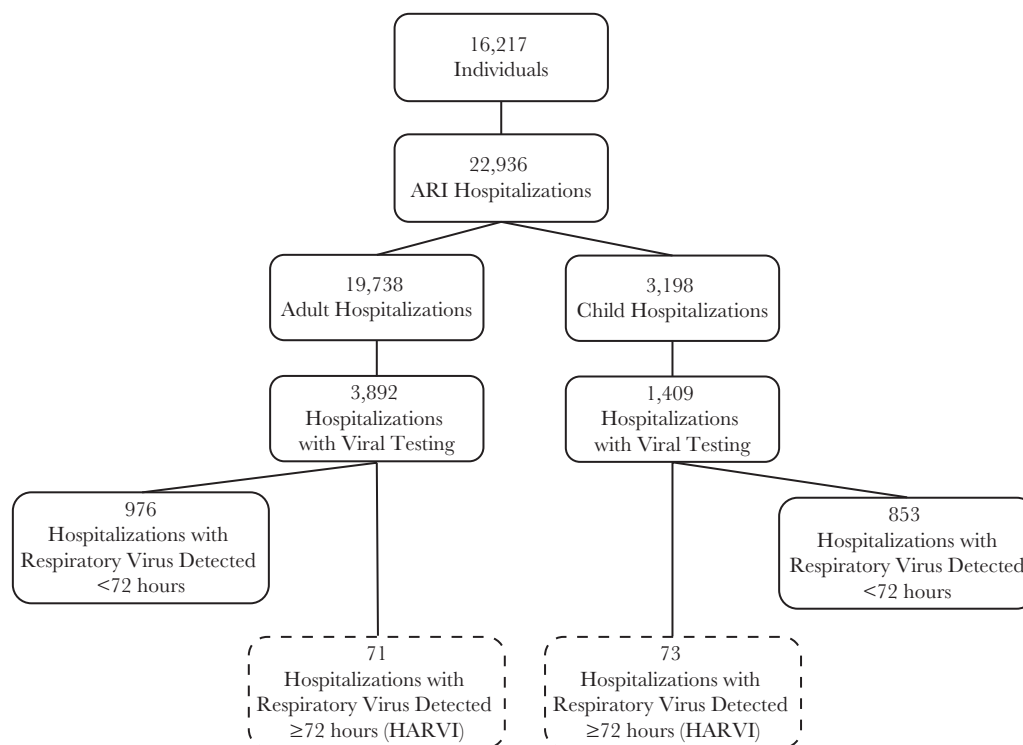 16,217
Individuals
22,936
ARI Hospitalizations
19,738
Adult Hospitalizations
3,198
Child Hospitalizations
3,892
Hospitalizations
with Viral Testing
1,409
Hospitalizations
with Viral Testing
976
Hospitalizations with
Respiratory Virus Detected
<72 hours
853
Hospitalizations with
Respiratory Virus Detected
<72 hours
71
Hospitalizations with
Respiratory Virus Detected
≥72 hours (HARVI)
73
Hospitalizations with
Respiratory Virus Detected
≥72 hours (HARVI)